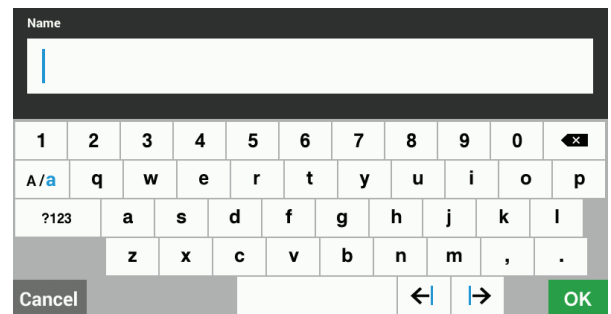 Name
1 2 3 4 5 6 7 8 9 0
A/a q w e r t y u i o p
?123 a s d f g h j k l
z x c v b n m , .
Cancel OK